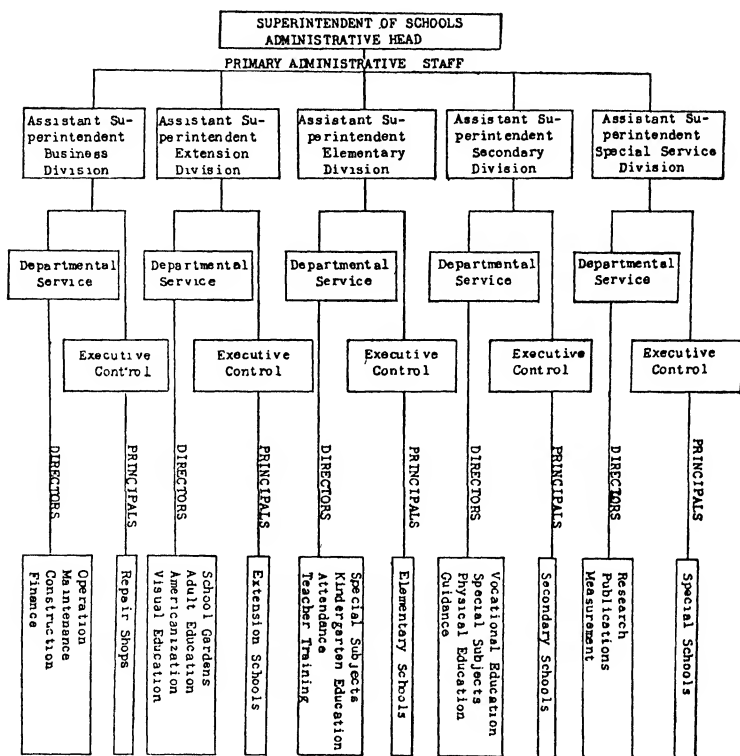 SUPERINTENDENT OF SCHOOLS
ADMINISTRATIVE HEAD
PRIMARY ADMINISTRATIVE STAFF
Assistant Su-
perintendent
Business
Division
Assistant Su-
perintendent
Extension
Division
Assistant Su-
perintendent
Elementary
Division
Assistant Su-
perintendent
Secondary
Division
Assistant Su-
perintendent
Special Service
Division
Departmental
Service
Departmental
Service
Departmental
Service
Departmental
Service
Departmental
Service
Executive
Control
Executive
Control
Executive
Control
Executive
Control
Executive
Control
DIRECTORS
PRINCIPALS
DIRECTORS
PRINCIPALS
DIRECTORS
PRINCIPALS
DIRECTORS
PRINCIPALS
DIRECTORS
PRINCIPALS
Operation
Maintenance
Construction
Finance
Repair Shops
School Gardens
Adult Education
Americanization
Visual Education
Extension Schools
Special Subjects
Kindergarten Education
Attendance
Teacher Training
Elementary Schools
Vocational Education
Special Subjects
Physical Education
Guidance
Secondary Schools
Research
Publications
Measurement
Special Schools